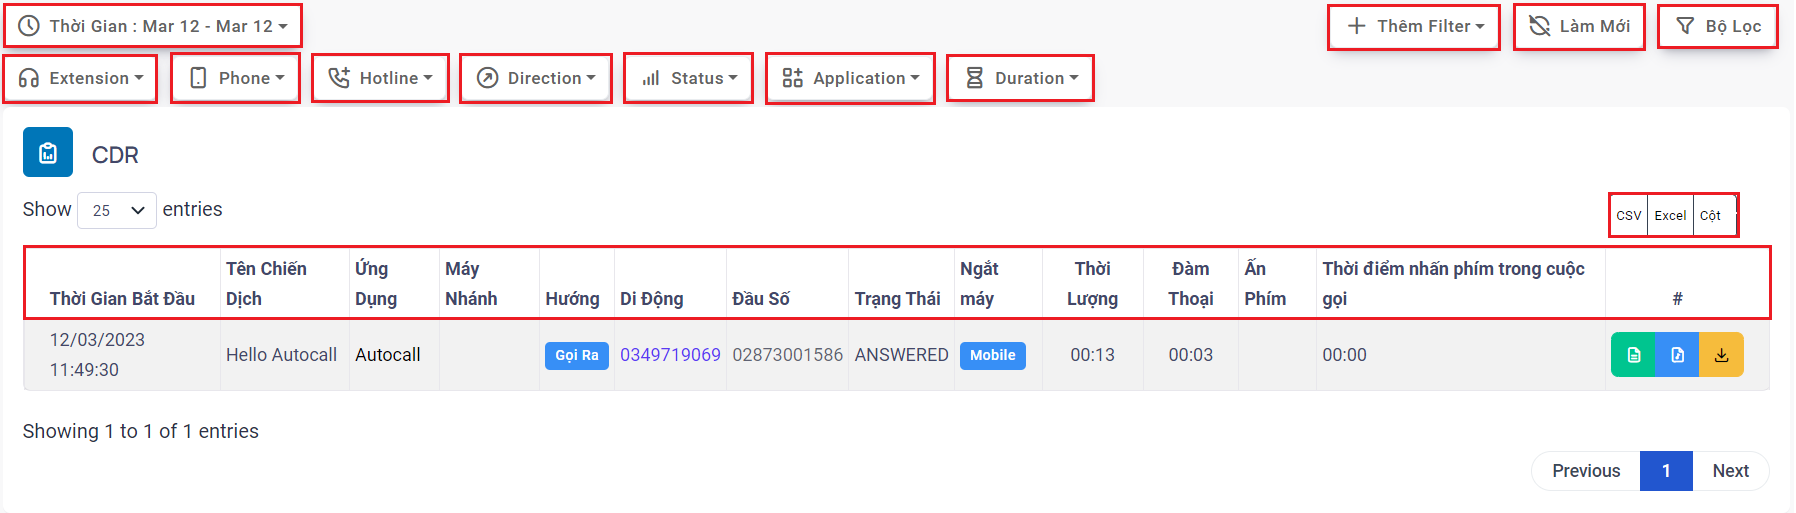 Thời Gian : Mar 12 - Mar 12
Thêm Filter
Làm Mới
Bộ Lọc
Extension
Phone
Hotline
Direction
Status
Application
Duration
CDR
Show 25 entries
CSV Excel Cột
Thời Gian Bắt Đầu
Tên Chiến
Dịch
Ứng
Dụng
Máy
Nhánh
Hướng
Di Động
Đầu Số
Trạng Thái
Ngắt
máy
Thời
Lượng
Đàm
Thoại
Ấn
Phím
Thời điểm nhấn phím trong cuộc
gọi
#
12/03/2023
11:49:30
Hello Autocall
Autocall
Gọi Ra
0349719069
02873001586
ANSWERED
Mobile
00:13
00:03
00:00
Showing 1 to 1 of 1 entries
Previous 1 Next